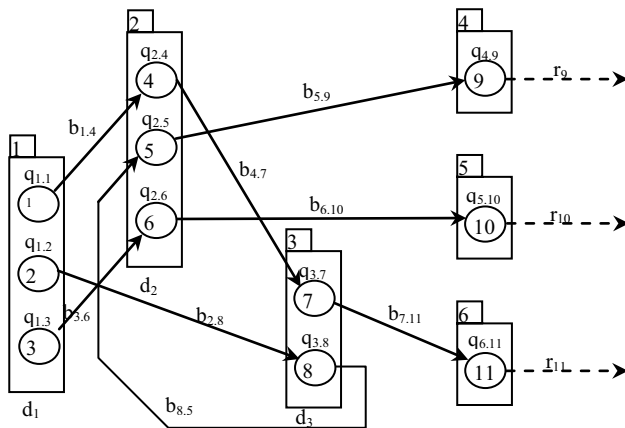 2
4
q2.4
q4.9
4
9
r9
b5.9
b1.4
q2.5
1
5
b4.7
5
q1.1
q5.10
1
q2.6
b6.10
6
10
r10
q1.2
3
2
d2
q3.7
7
b7.11
6
q1.3
b3.6
b2.8
q6.11
3
q3.8
8
11
r11
d1
b8.5
d3